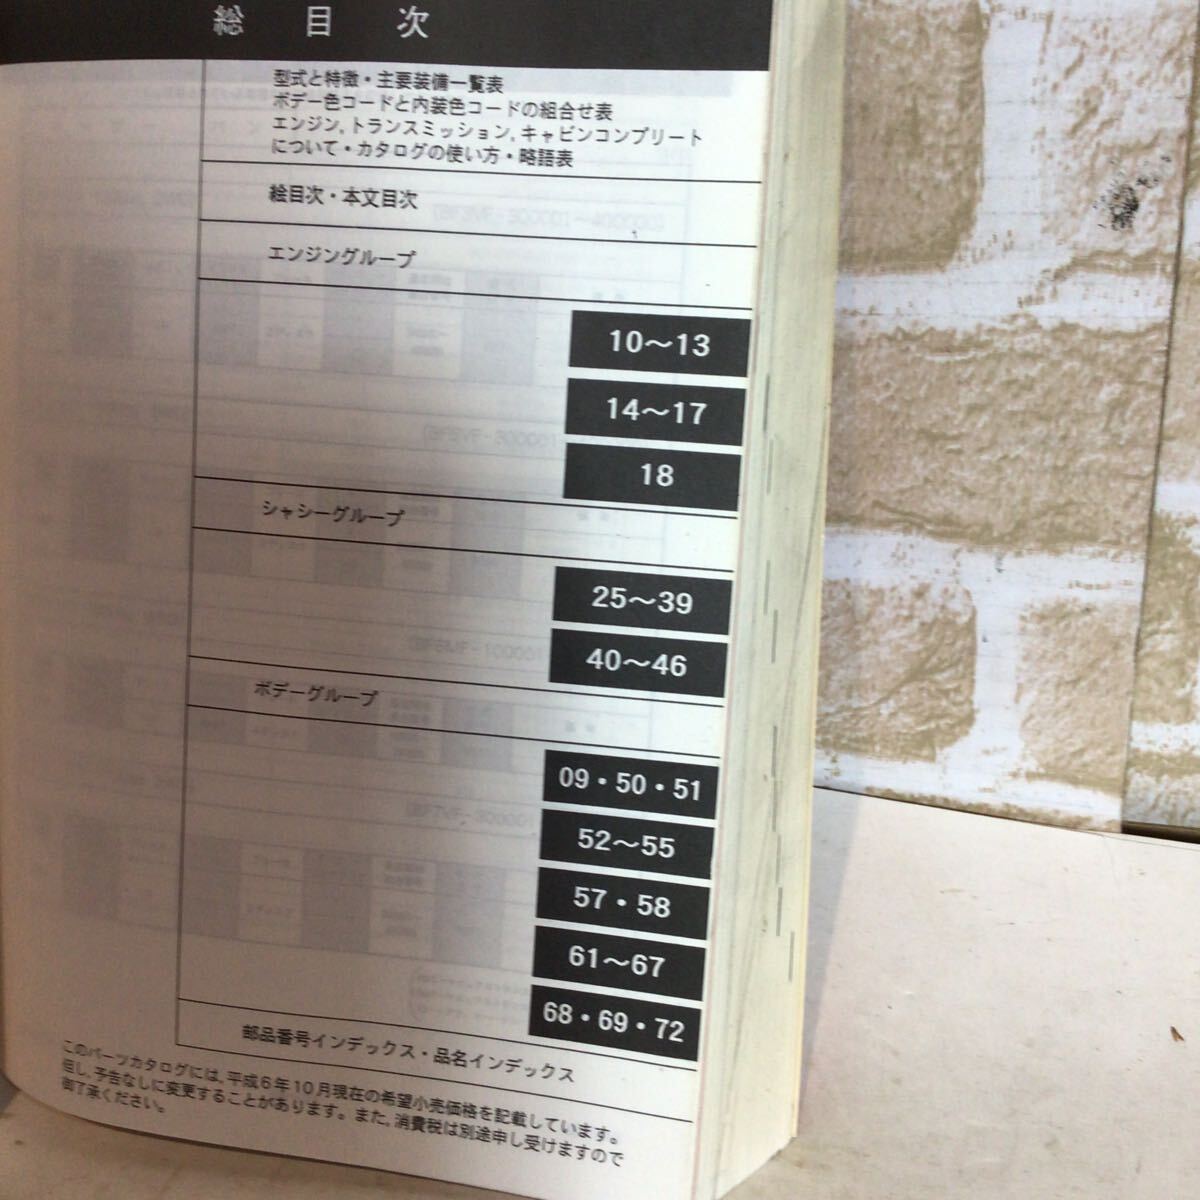 総目次
型式と特徴・主要装備一覧表
ボデー色コードと内装色コードの組合せ表
エンジン,トランスミッション,キャビンコンプリート
について・カタログの使い方・略語表
絵目次・本文目次
エンジングループ
10～13
14～17
18
シャシーグループ
25～39
40～46
ボデーグループ
09・50・51
52～55
57・58
61～67
68・69・72
部品番号インデックス・品名インデックス
このパーツカタログには,平成6年10月現在の希望小売価格を記載しています。
但し,予告なしに変更することがあります。また,消費税は別途申し受けますので
御了承ください。